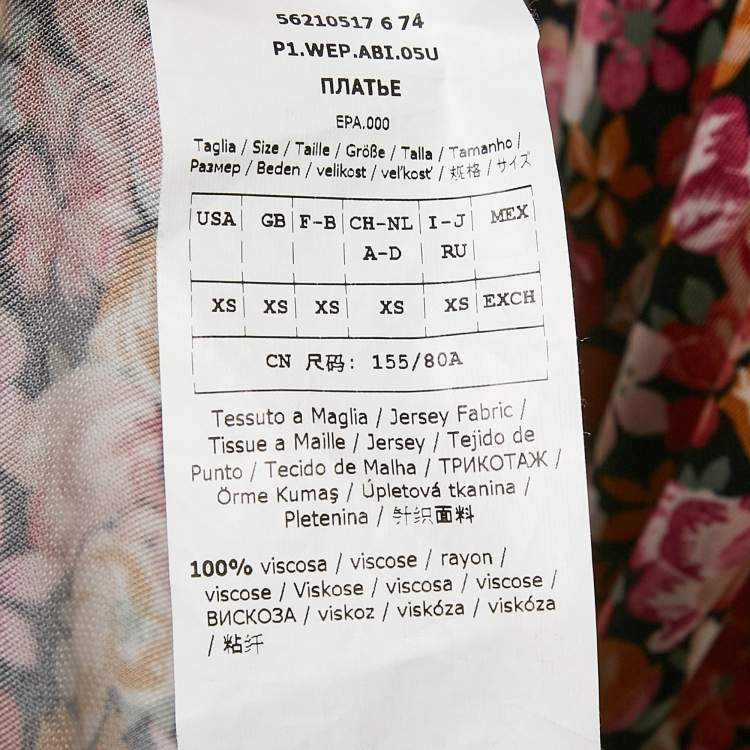 56210517 6 74
P1.WEP.ABI.05U
ПЛАТЬЕ
EPA.000
Taglia / Size / Taille / Größe / Talla / Tamanho /
Размер / Beden / velikost / veľkosť / 规格 / サイズ
USA GB F-B CH-NL I-J MEX
A-D RU
XS XS XS XS XS EXCH
CN 尺码: 155/80A
Tessuto a Maglia / Jersey Fabric /
Tissue a Maille / Jersey / Tejido de
Punto / Tecido de Malha / ТРИКОТАЖ /
Örme Kumaş / Úpletová tkanina /
Pletenina / 针织面料
100% viscosa / viscose / rayon /
viscose / Viskose / viscosa / viscose /
ВИСКОЗА / viskoz / viskóza / viskóza
/ 粘纤